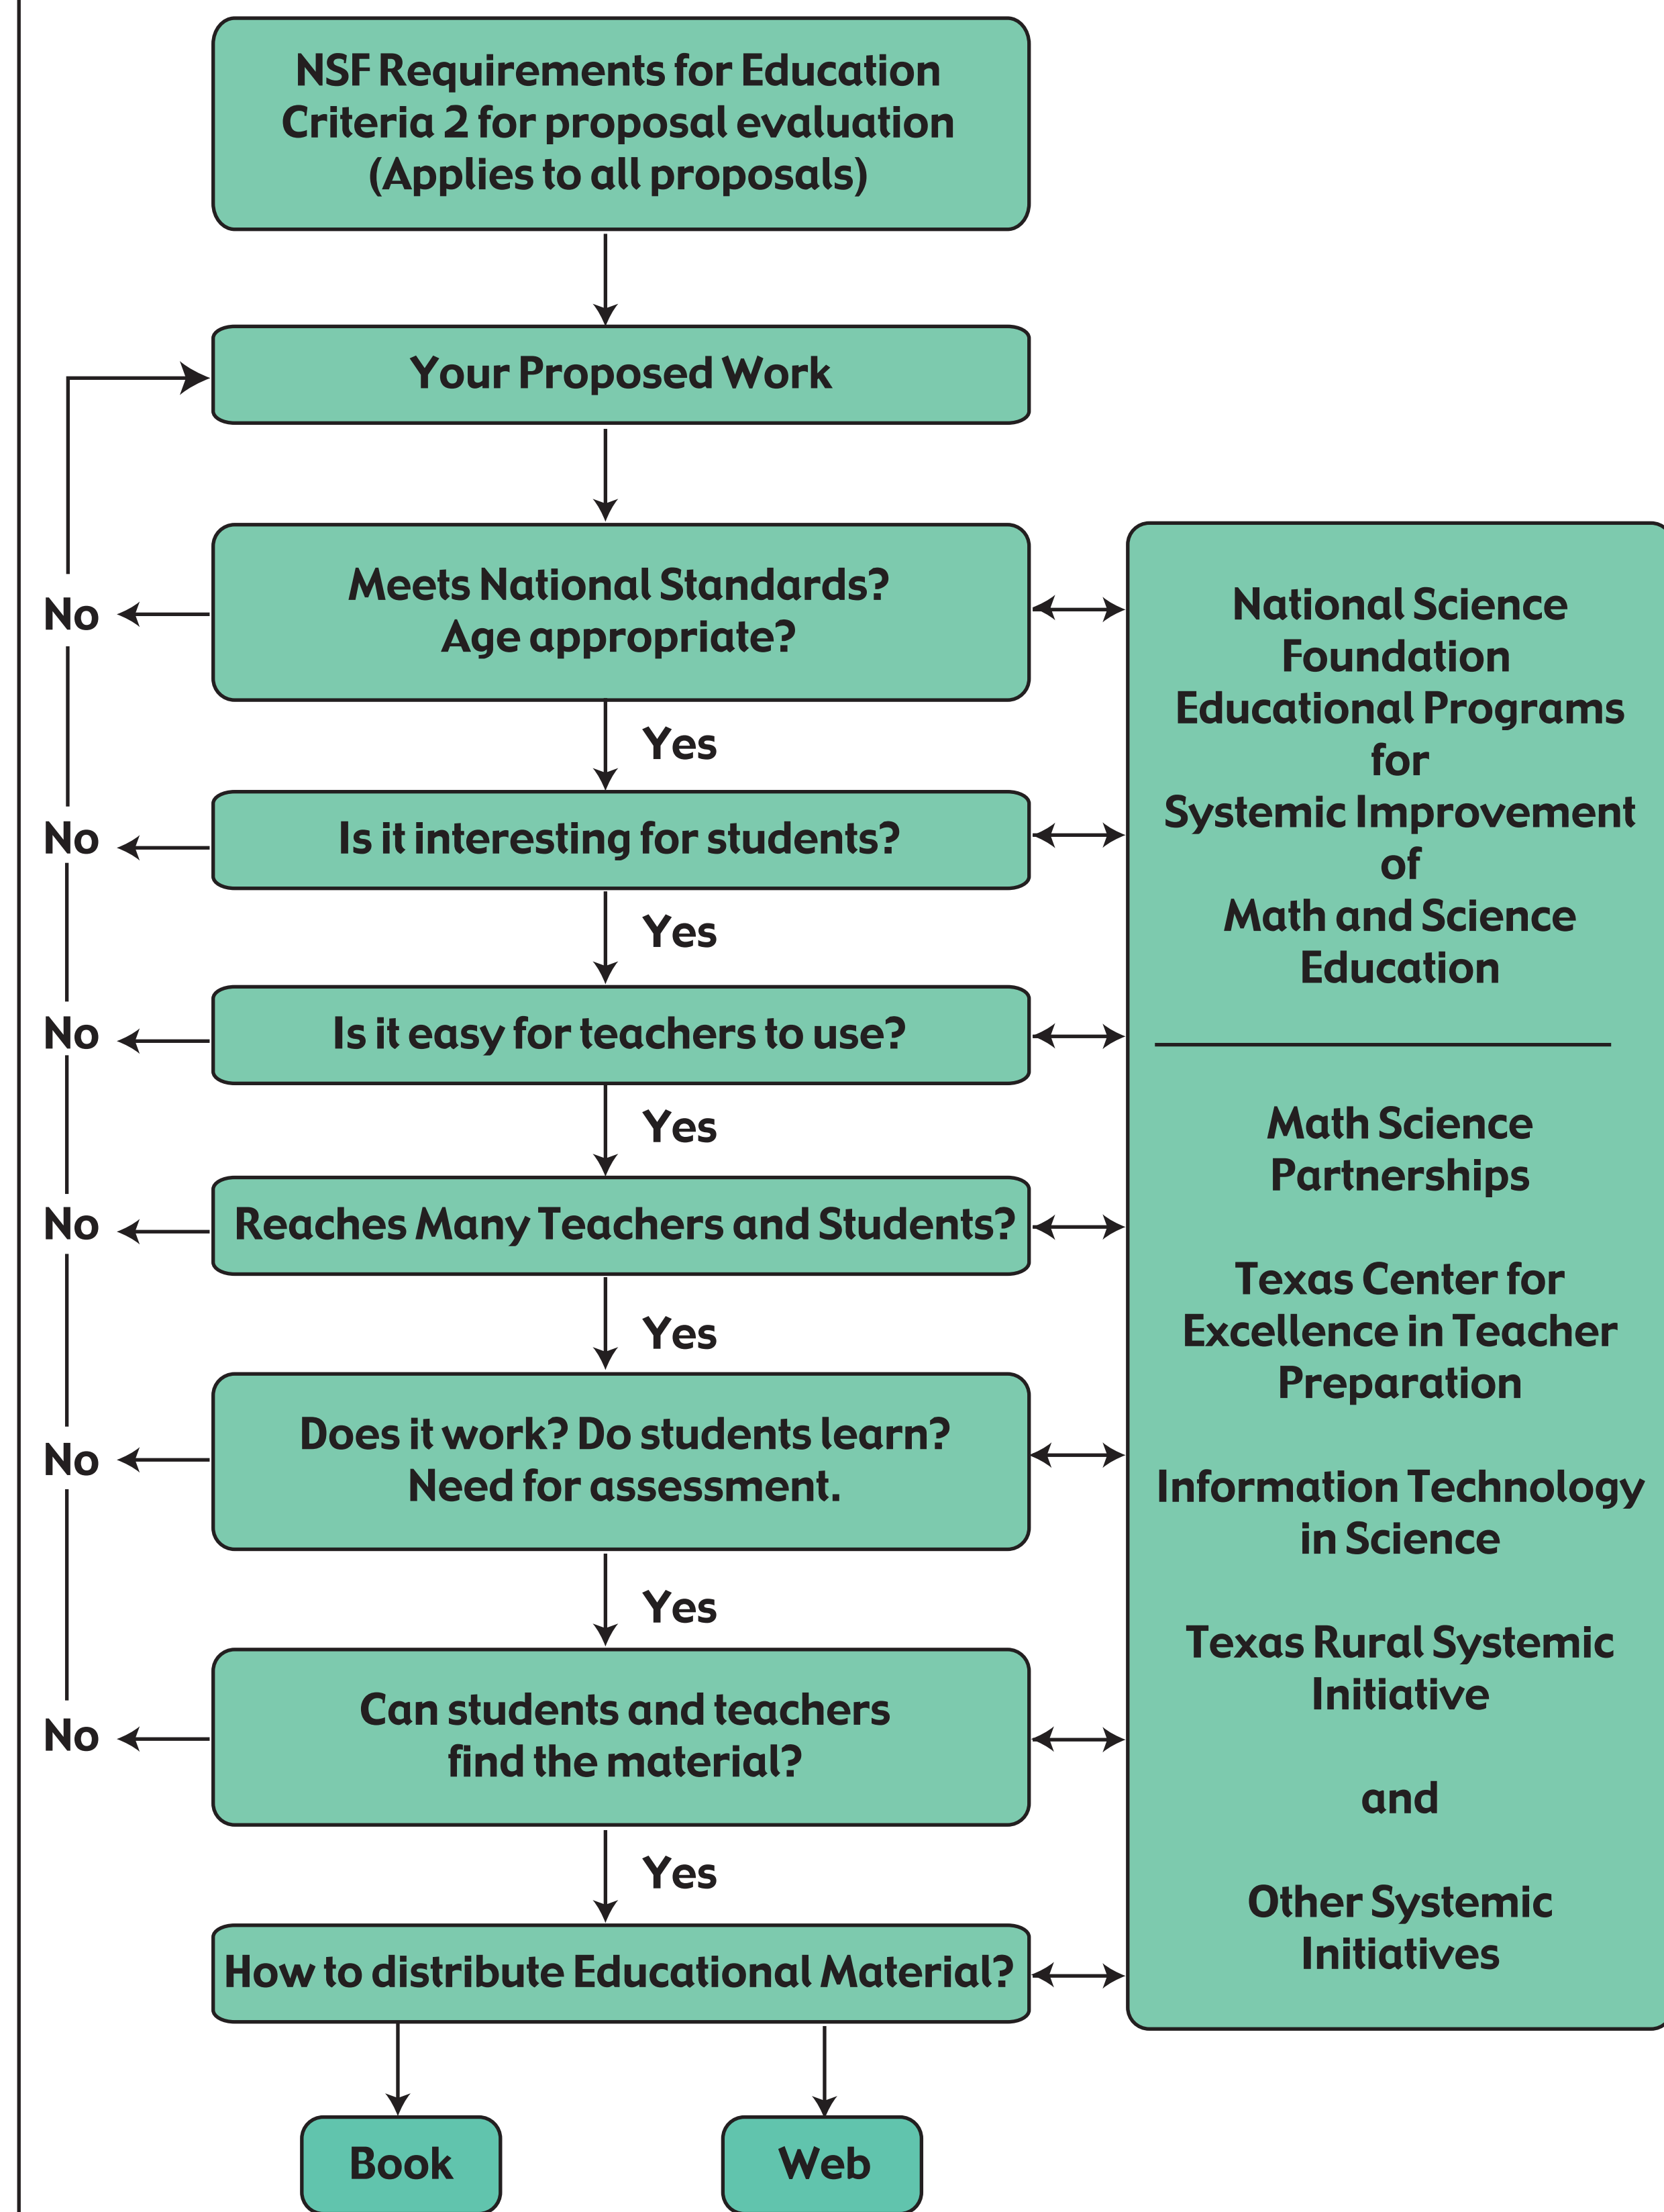 NSF Requirements for Education
Criteria 2 for proposal evaluation
(Applies to all proposals)
Your Proposed Work
Meets National Standards?
Age appropriate?
No
Yes
Is it interesting for students?
No
Yes
Is it easy for teachers to use?
No
Yes
Reaches Many Teachers and Students?
No
Yes
Does it work? Do students learn?
Need for assessment.
No
Yes
Can students and teachers
find the material?
No
Yes
How to distribute Educational Material?
Book
Web
National Science
Foundation
Educational Programs
for
Systemic Improvement
of
Math and Science
Education
Math Science
Partnerships
Texas Center for
Excellence in Teacher
Preparation
Information Technology
in Science
Texas Rural Systemic
Initiative
and
Other Systemic
Initiatives